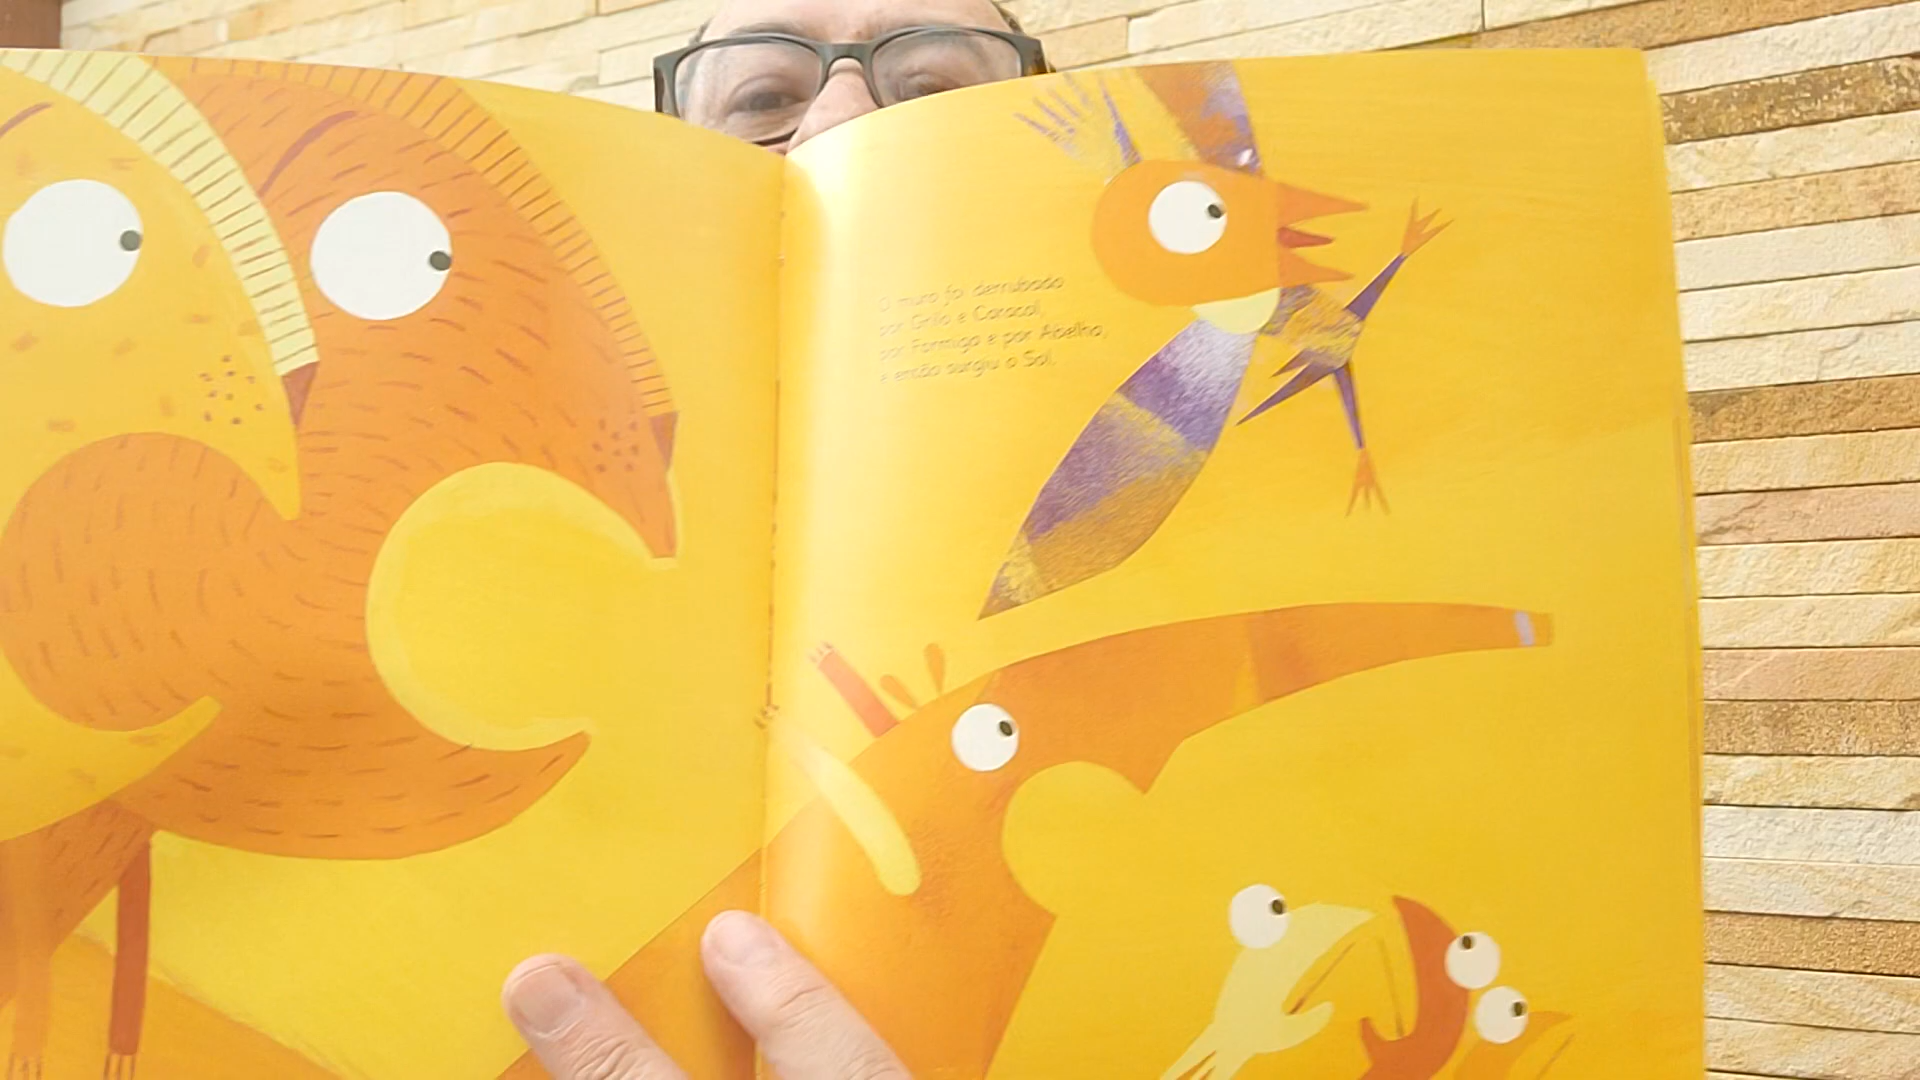 O muro foi derrubado
por Grilo e Caracol,
por Formiga e por Abelha,
e então surgiu o Sol.